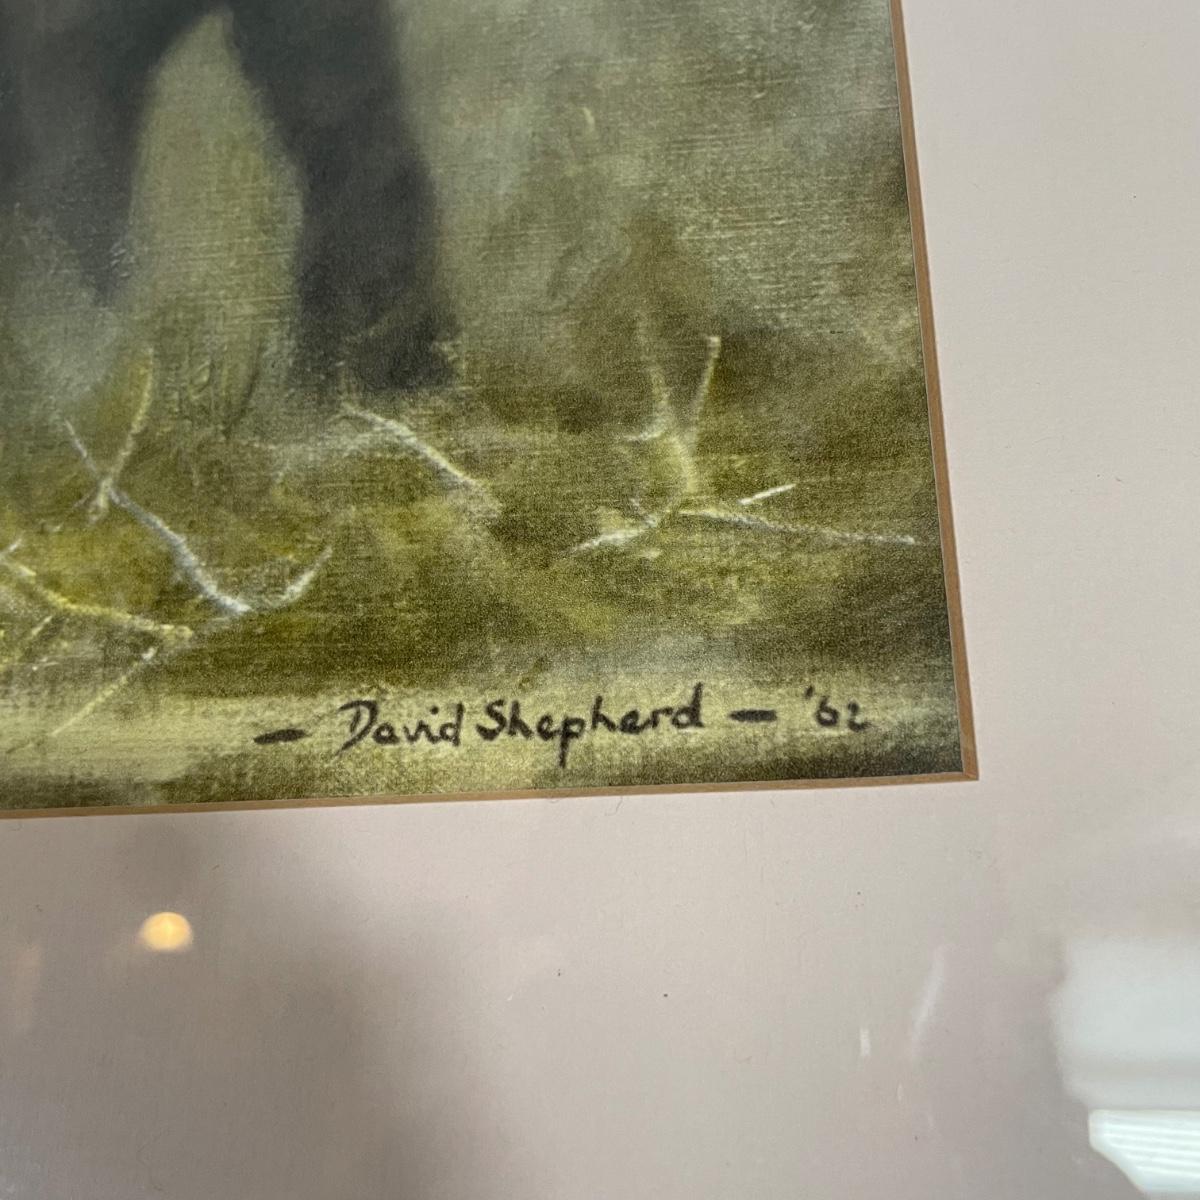 – David Shepherd – '62